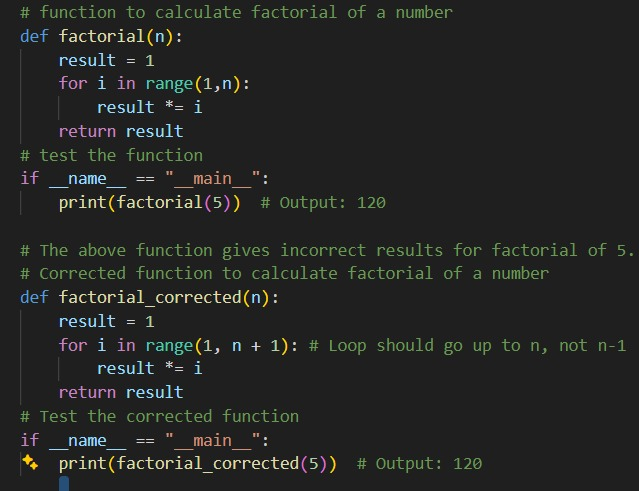 # function to calculate factorial of a number
def factorial(n):
    result = 1
    for i in range(1,n):
        result *= i
    return result
# test the function
if __name__ == "__main__":
    print(factorial(5))  # Output: 120

# The above function gives incorrect results for factorial of 5.
# Corrected function to calculate factorial of a number
def factorial_corrected(n):
    result = 1
    for i in range(1, n + 1): # Loop should go up to n, not n-1
        result *= i
    return result
# Test the corrected function
if __name__ == "__main__":
    print(factorial_corrected(5))  # Output: 120